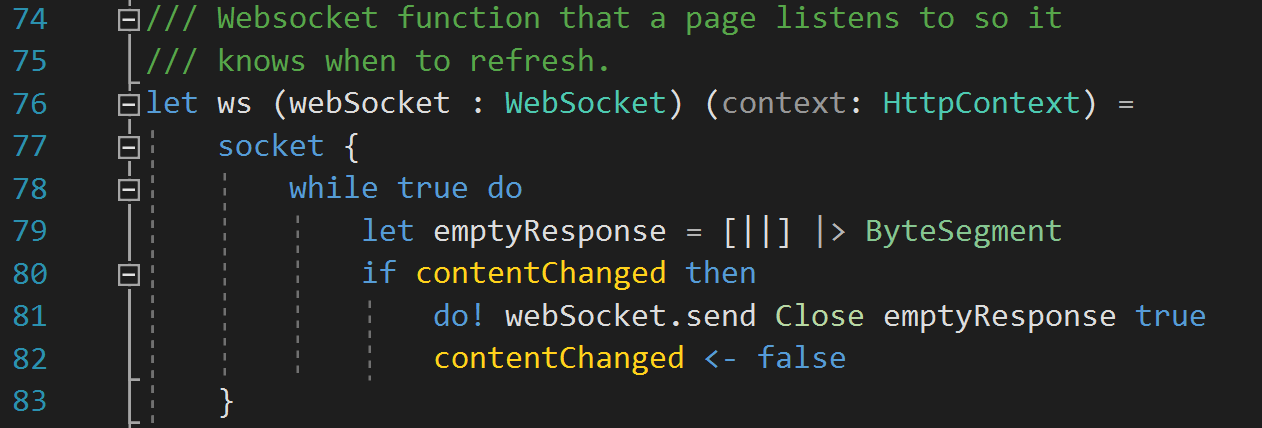 74 /// Websocket function that a page listens to so it
75 /// knows when to refresh.
76 let ws (webSocket : WebSocket) (context: HttpContext) =
77     socket {
78         while true do
79             let emptyResponse = [||] |> ByteSegment
80             if contentChanged then
81                 do! webSocket.send Close emptyResponse true
82                 contentChanged <- false
83     }